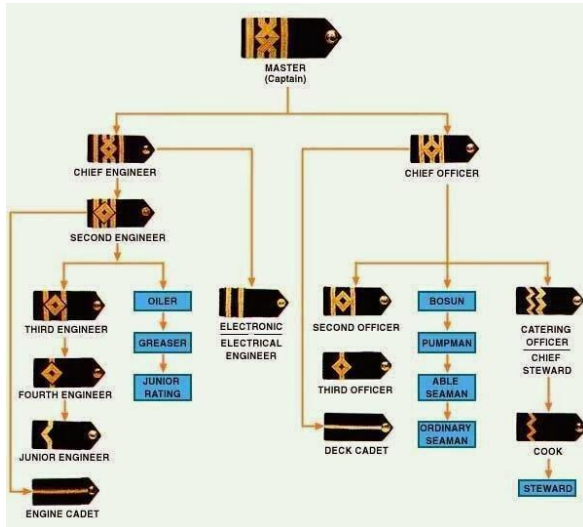 MASTER
(Captain)
CHIEF ENGINEER
CHIEF OFFICER
SECOND ENGINEER
THIRD ENGINEER
OILER
ELECTRONIC
ELECTRICAL
ENGINEER
SECOND OFFICER
BOSUN
CATERING
OFFICER
CHIEF
STEWARD
GREASER
PUMPMAN
FOURTH ENGINEER
JUNIOR
RATING
THIRD OFFICER
ABLE
SEAMAN
JUNIOR ENGINEER
DECK CADET
ORDINARY
SEAMAN
COOK
ENGINE CADET
STEWARD